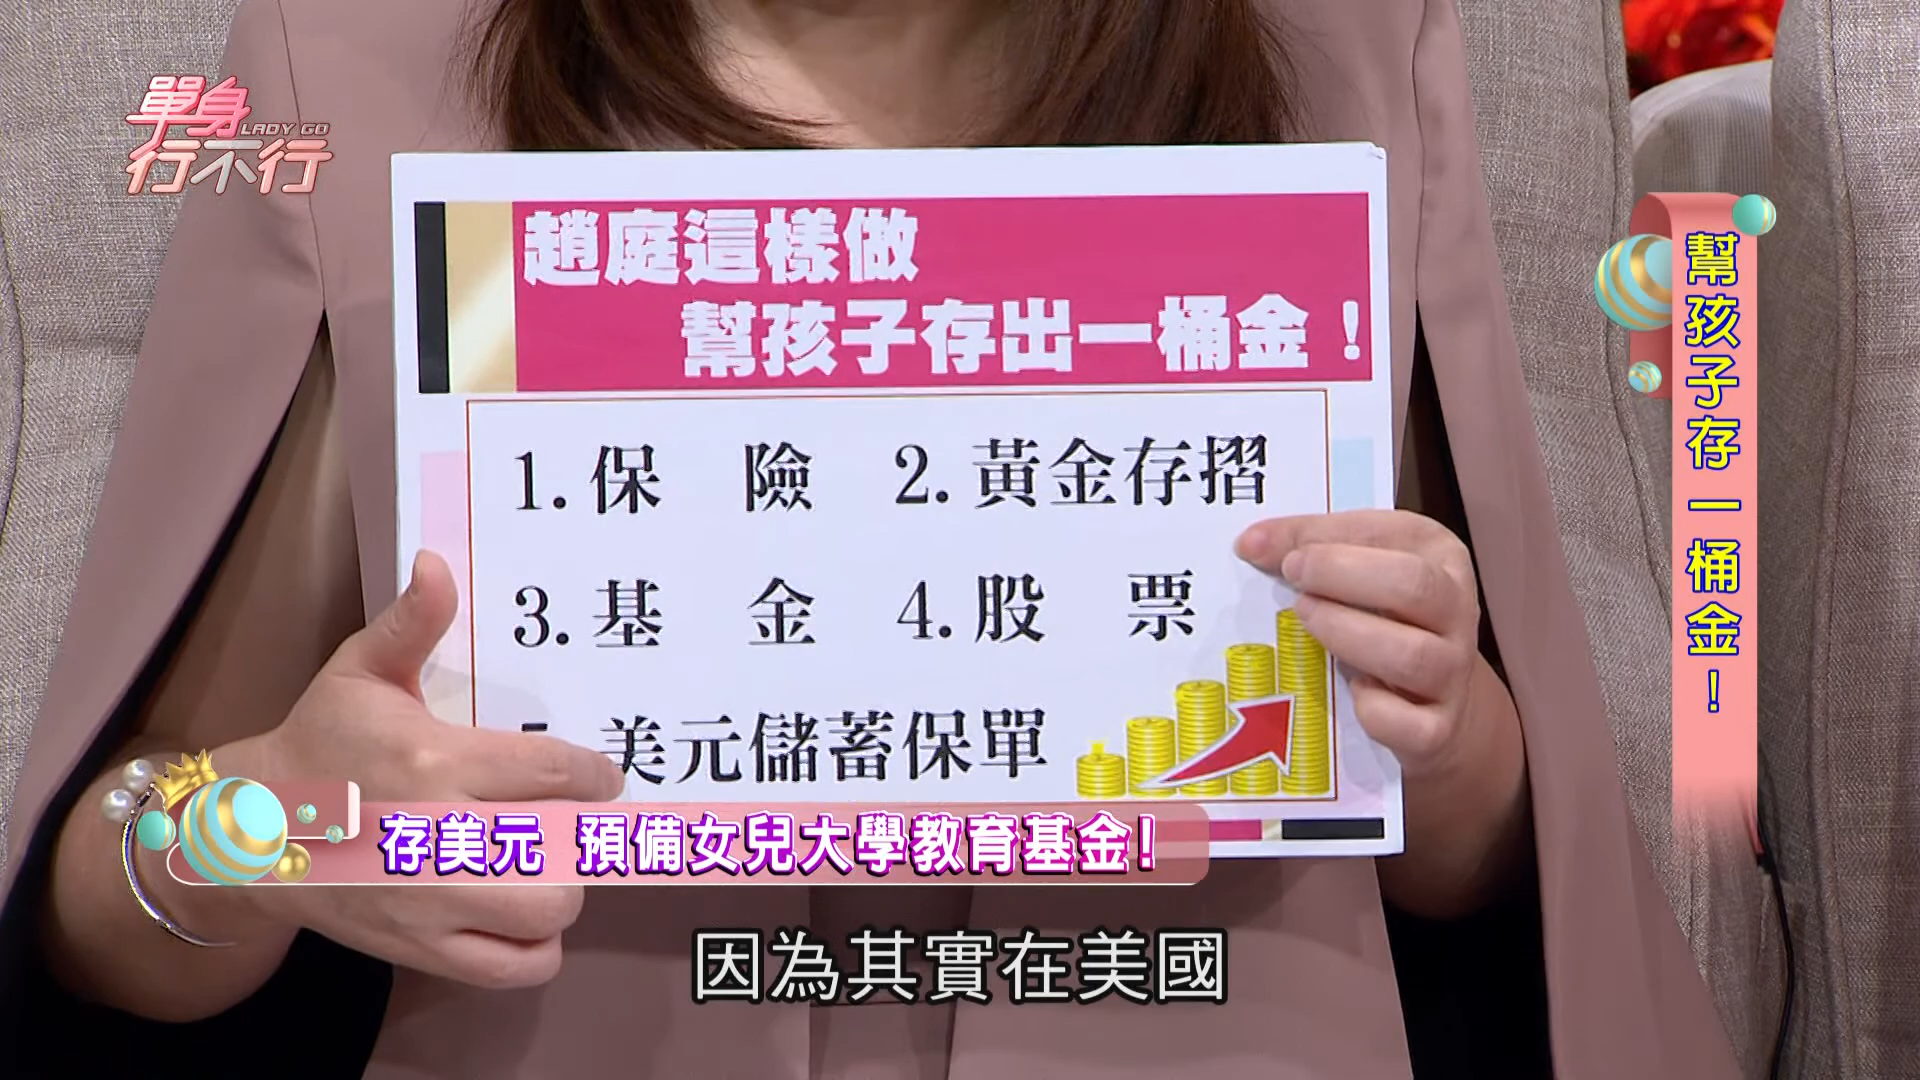 單身
LADY GO
行不行
趙庭這樣做
幫孩子存出一桶金！
1.保 險 2.黃金存摺
3.基 金 4.股 票
美元儲蓄保單
幫孩子存一桶金！
存美元 預備女兒大學教育基金！
因為其實在美國